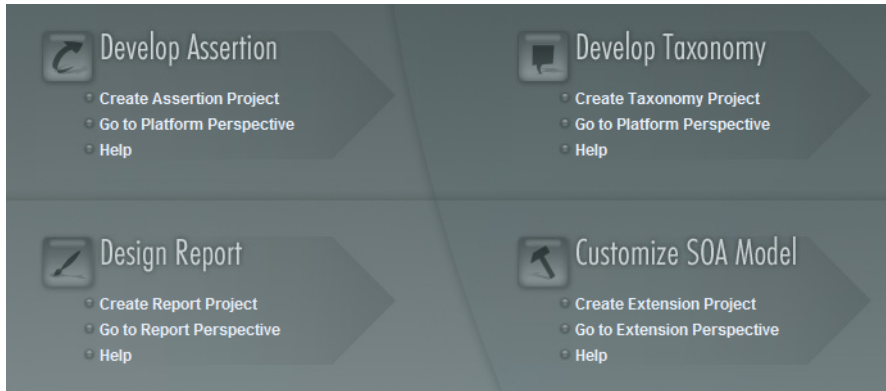 Develop Assertion
Create Assertion Project
Go to Platform Perspective
Help
Develop Taxonomy
Create Taxonomy Project
Go to Platform Perspective
Help
Design Report
Create Report Project
Go to Report Perspective
Help
Customize SOA Model
Create Extension Project
Go to Extension Perspective
Help